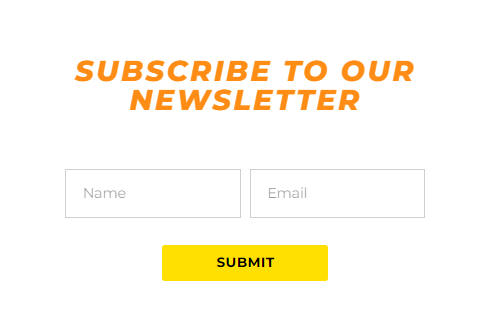 SUBSCRIBE TO OUR
NEWSLETTER
Name Email
SUBMIT